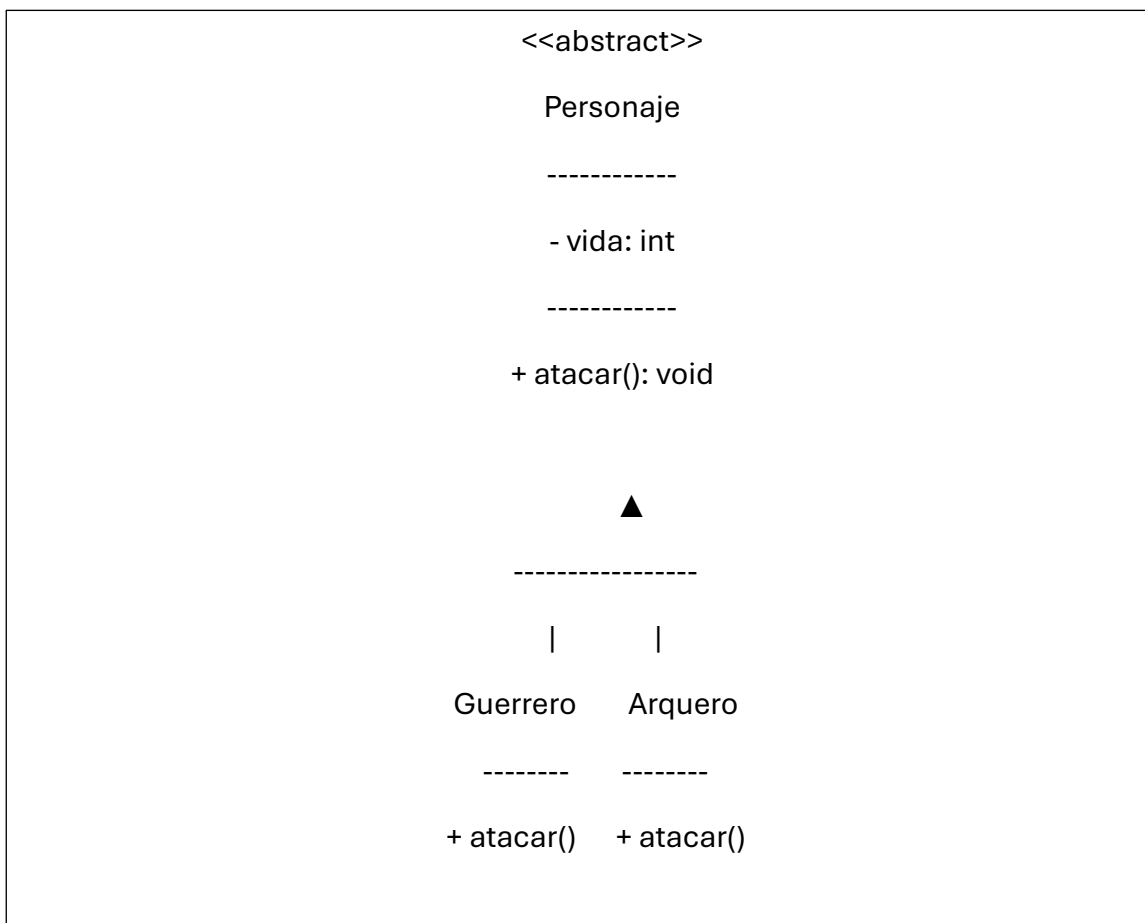 <<abstract>>
Personaje
------------
- vida: int
------------
+ atacar(): void
▲
-----------------
| |
Guerrero Arquero
-------- --------
+ atacar() + atacar()